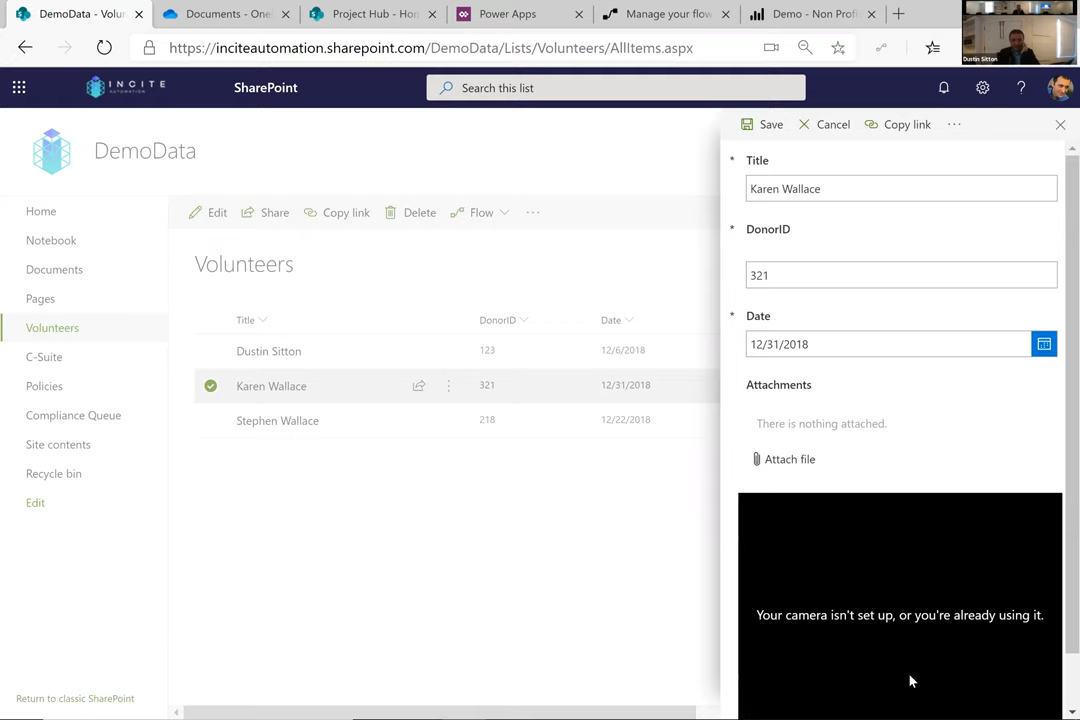 DemoData - Volur
Documents - One
Project Hub - Hon
Power Apps
Manage your flow
Demo - Non Profi
https://inciteautomation.sharepoint.com/DemoData/Lists/Volunteers/AllItems.aspx
Dustin Sitton
INCITE
AUTOMATION
SharePoint
Search this list
DemoData
Home
Notebook
Documents
Pages
Volunteers
C-Suite
Policies
Compliance Queue
Site contents
Recycle bin
Edit
Return to classic SharePoint
Edit Share Copy link Delete Flow ...
Volunteers
Title DonorID Date
Dustin Sitton 123 12/6/2018
Karen Wallace 321 12/31/2018
Stephen Wallace 218 12/22/2018
Save Cancel Copy link ...
* Title
Karen Wallace
* DonorID
321
* Date
12/31/2018
Attachments
There is nothing attached.
Attach file
Your camera isn't set up, or you're already using it.